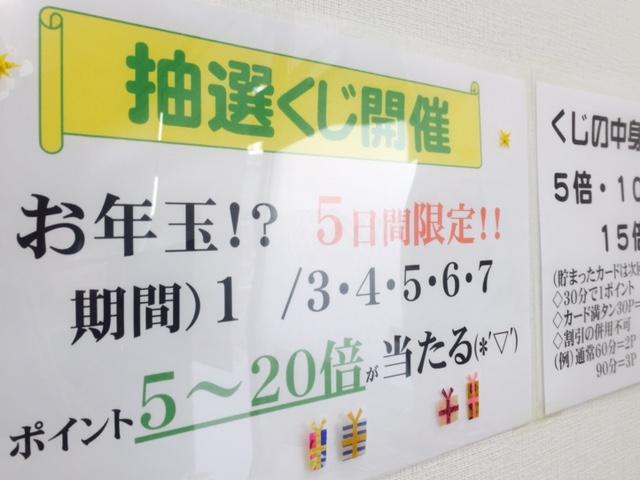 抽選くじ開催
お年玉!? 5日間限定!!
期間)1 /3・4・5・6・7
ポイント5〜20倍が当たる(*'▽')
くじの中身
5倍・10
15倍
(貯まったカードは次回
◇30分で1ポイント
◇カード満タン30P=
◇割引の併用不可
(例)通常60分=2P
90分=3P